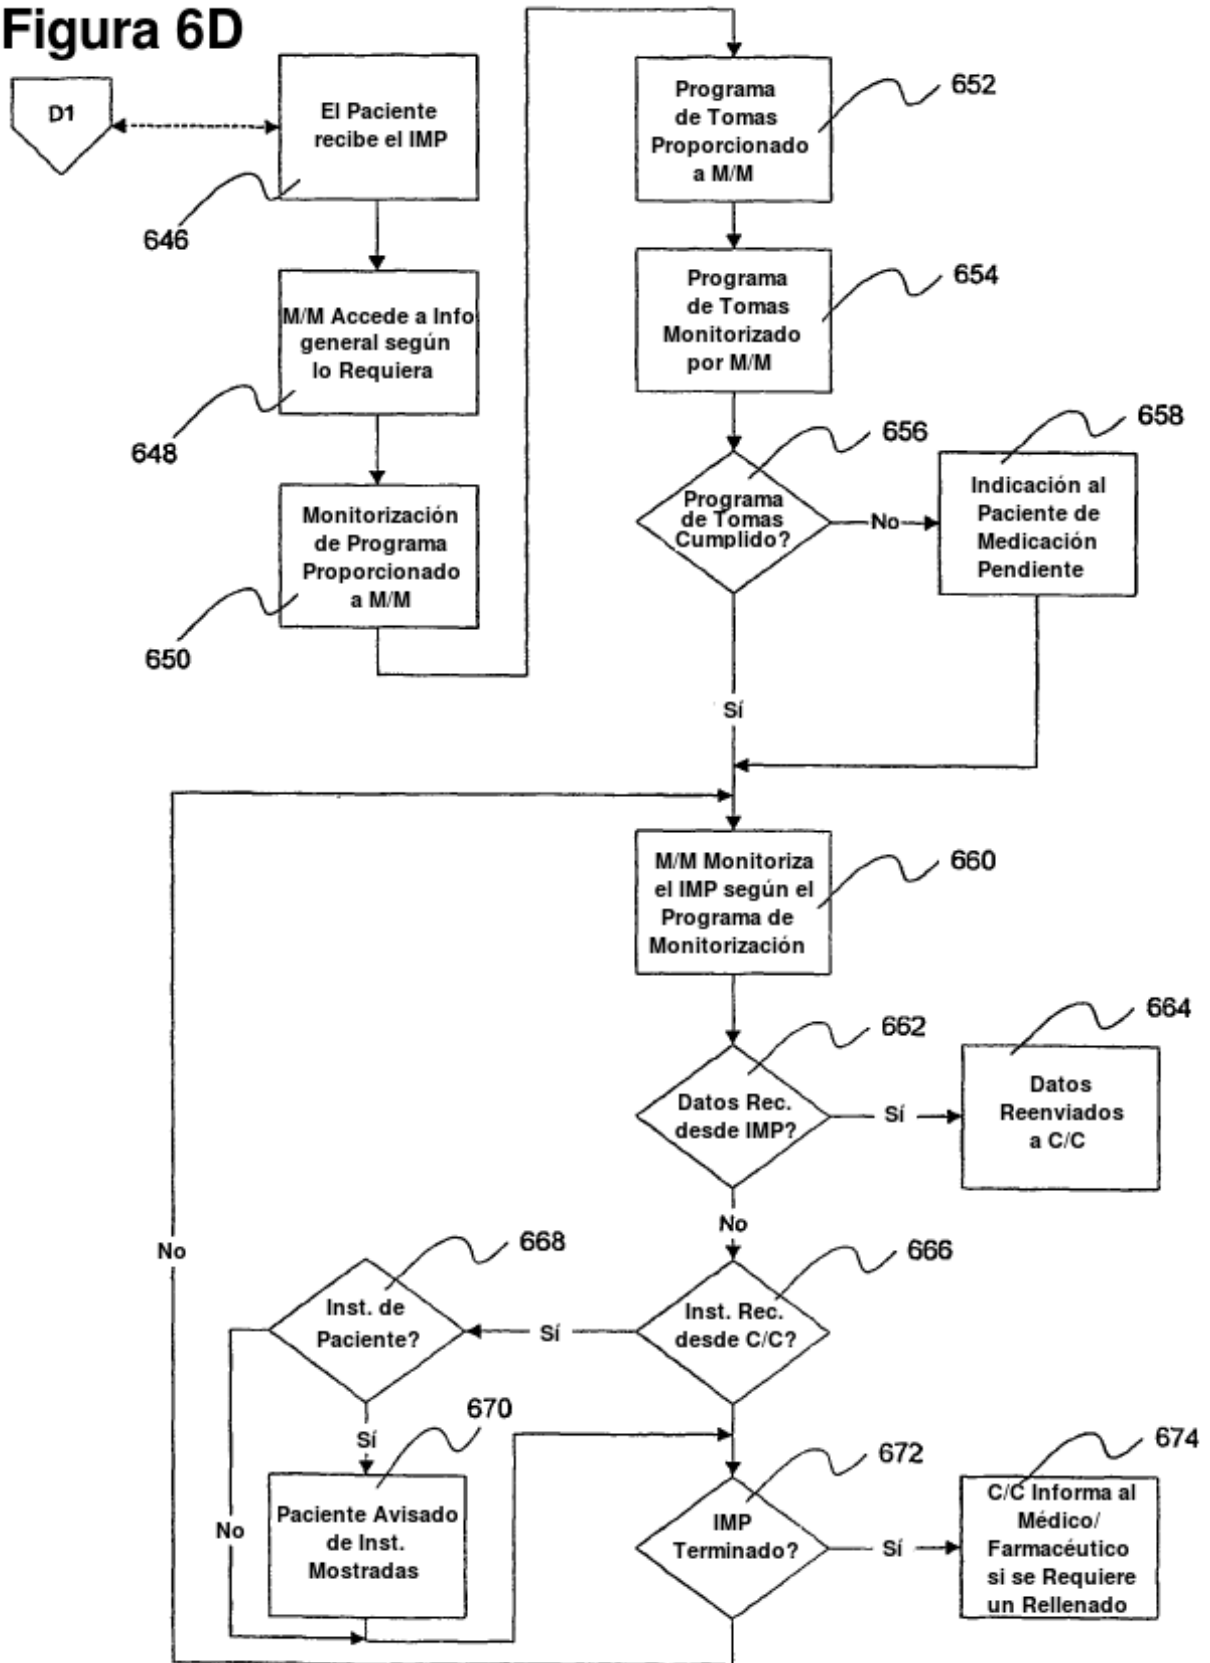 Figura 6D
D1
El Paciente
recibe el IMP
646
M/M Accede a Info
general según
lo Requiera
648
Monitorización
de Programa
Proporcionado
a M/M
650
Programa
de Tomas
Proporcionado
a M/M
652
Programa
de Tomas
Monitorizado
por M/M
654
Programa
de Tomas
Cumplido?
656
No
Indicación al
Paciente de
Medicación
Pendiente
658
Sí
M/M Monitoriza
el IMP según el
Programa de
Monitorización
660
Datos Rec.
desde IMP?
662
Sí
Datos
Reenviados
a C/C
664
No
Inst. Rec.
desde C/C?
666
Sí
Inst. de
Paciente?
668
No
Sí
Paciente Avisado
de Inst.
Mostradas
670
No
IMP
Terminado?
672
Sí
C/C Informa al
Médico/
Farmacéutico
si se Requiere
un Rellenado
674